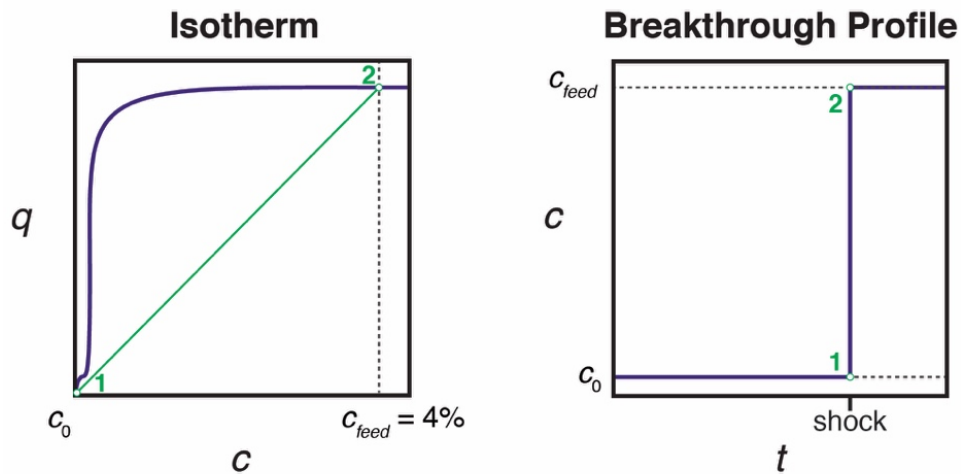 Isotherm
q
2
1
c0
cfeed = 4%
c
Breakthrough Profile
cfeed
2
c
1
c0
shock
t